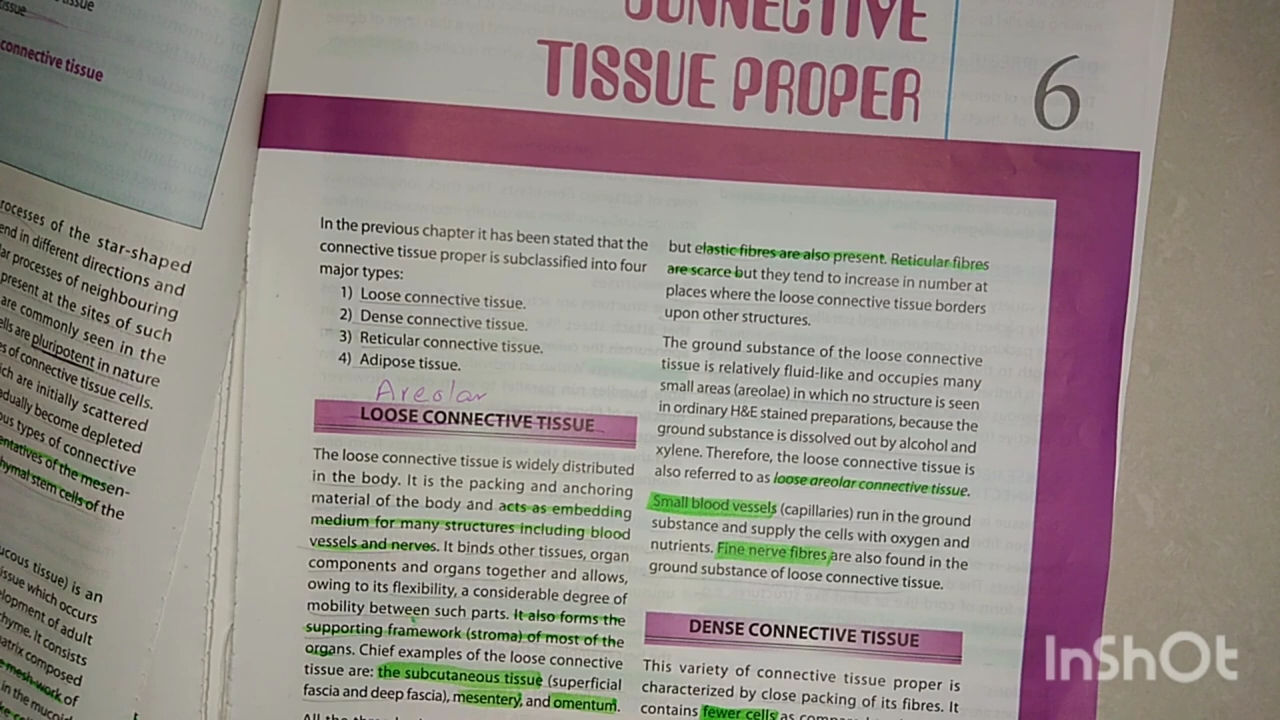 tissue
tissue
connective tissue
rocesses of the star-shaped
end in different directions and
lar processes of neighbouring
present at the sites of such
are commonly seen in the
ells are pluripotent in nature
es of connective tissue cells.
ich are initially scattered
adually become depleted
ous types of connective
entatives of the mesen-
hymal stem cells of the
ucous tissue) is an
issue which occurs
elopment of adult
chyme. It consists
atrix composed
e mesh work of
in the mucoid
CONNECTIVE
TISSUE PROPER
6
In the previous chapter it has been stated that the
connective tissue proper is subclassified into four
major types:
1) Loose connective tissue.
2) Dense connective tissue.
3) Reticular connective tissue.
4) Adipose tissue.
Areolar
LOOSE CONNECTIVE TISSUE
The loose connective tissue is widely distributed
in the body. It is the packing and anchoring
material of the body and acts as embedding
medium for many structures including blood
vessels and nerves. It binds other tissues, organ
components and organs together and allows,
owing to its flexibility, a considerable degree of
mobility between such parts. It also forms the
supporting framework (stroma) of most of the
organs. Chief examples of the loose connective
tissue are: the subcutaneous tissue (superficial
fascia and deep fascia), mesentery, and omentum.
but elastic fibres are also present. Reticular fibres
are scarce but they tend to increase in number at
places where the loose connective tissue borders
upon other structures.
The ground substance of the loose connective
tissue is relatively fluid-like and occupies many
small areas (areolae) in which no structure is seen
in ordinary H&E stained preparations, because the
ground substance is dissolved out by alcohol and
xylene. Therefore, the loose connective tissue is
also referred to as loose areolar connective tissue.
Small blood vessels (capillaries) run in the ground
substance and supply the cells with oxygen and
nutrients. Fine nerve fibres are also found in the
ground substance of loose connective tissue.
DENSE CONNECTIVE TISSUE
This variety of connective tissue proper is
characterized by close packing of its fibres. It
contains fewer cells as
InShOt